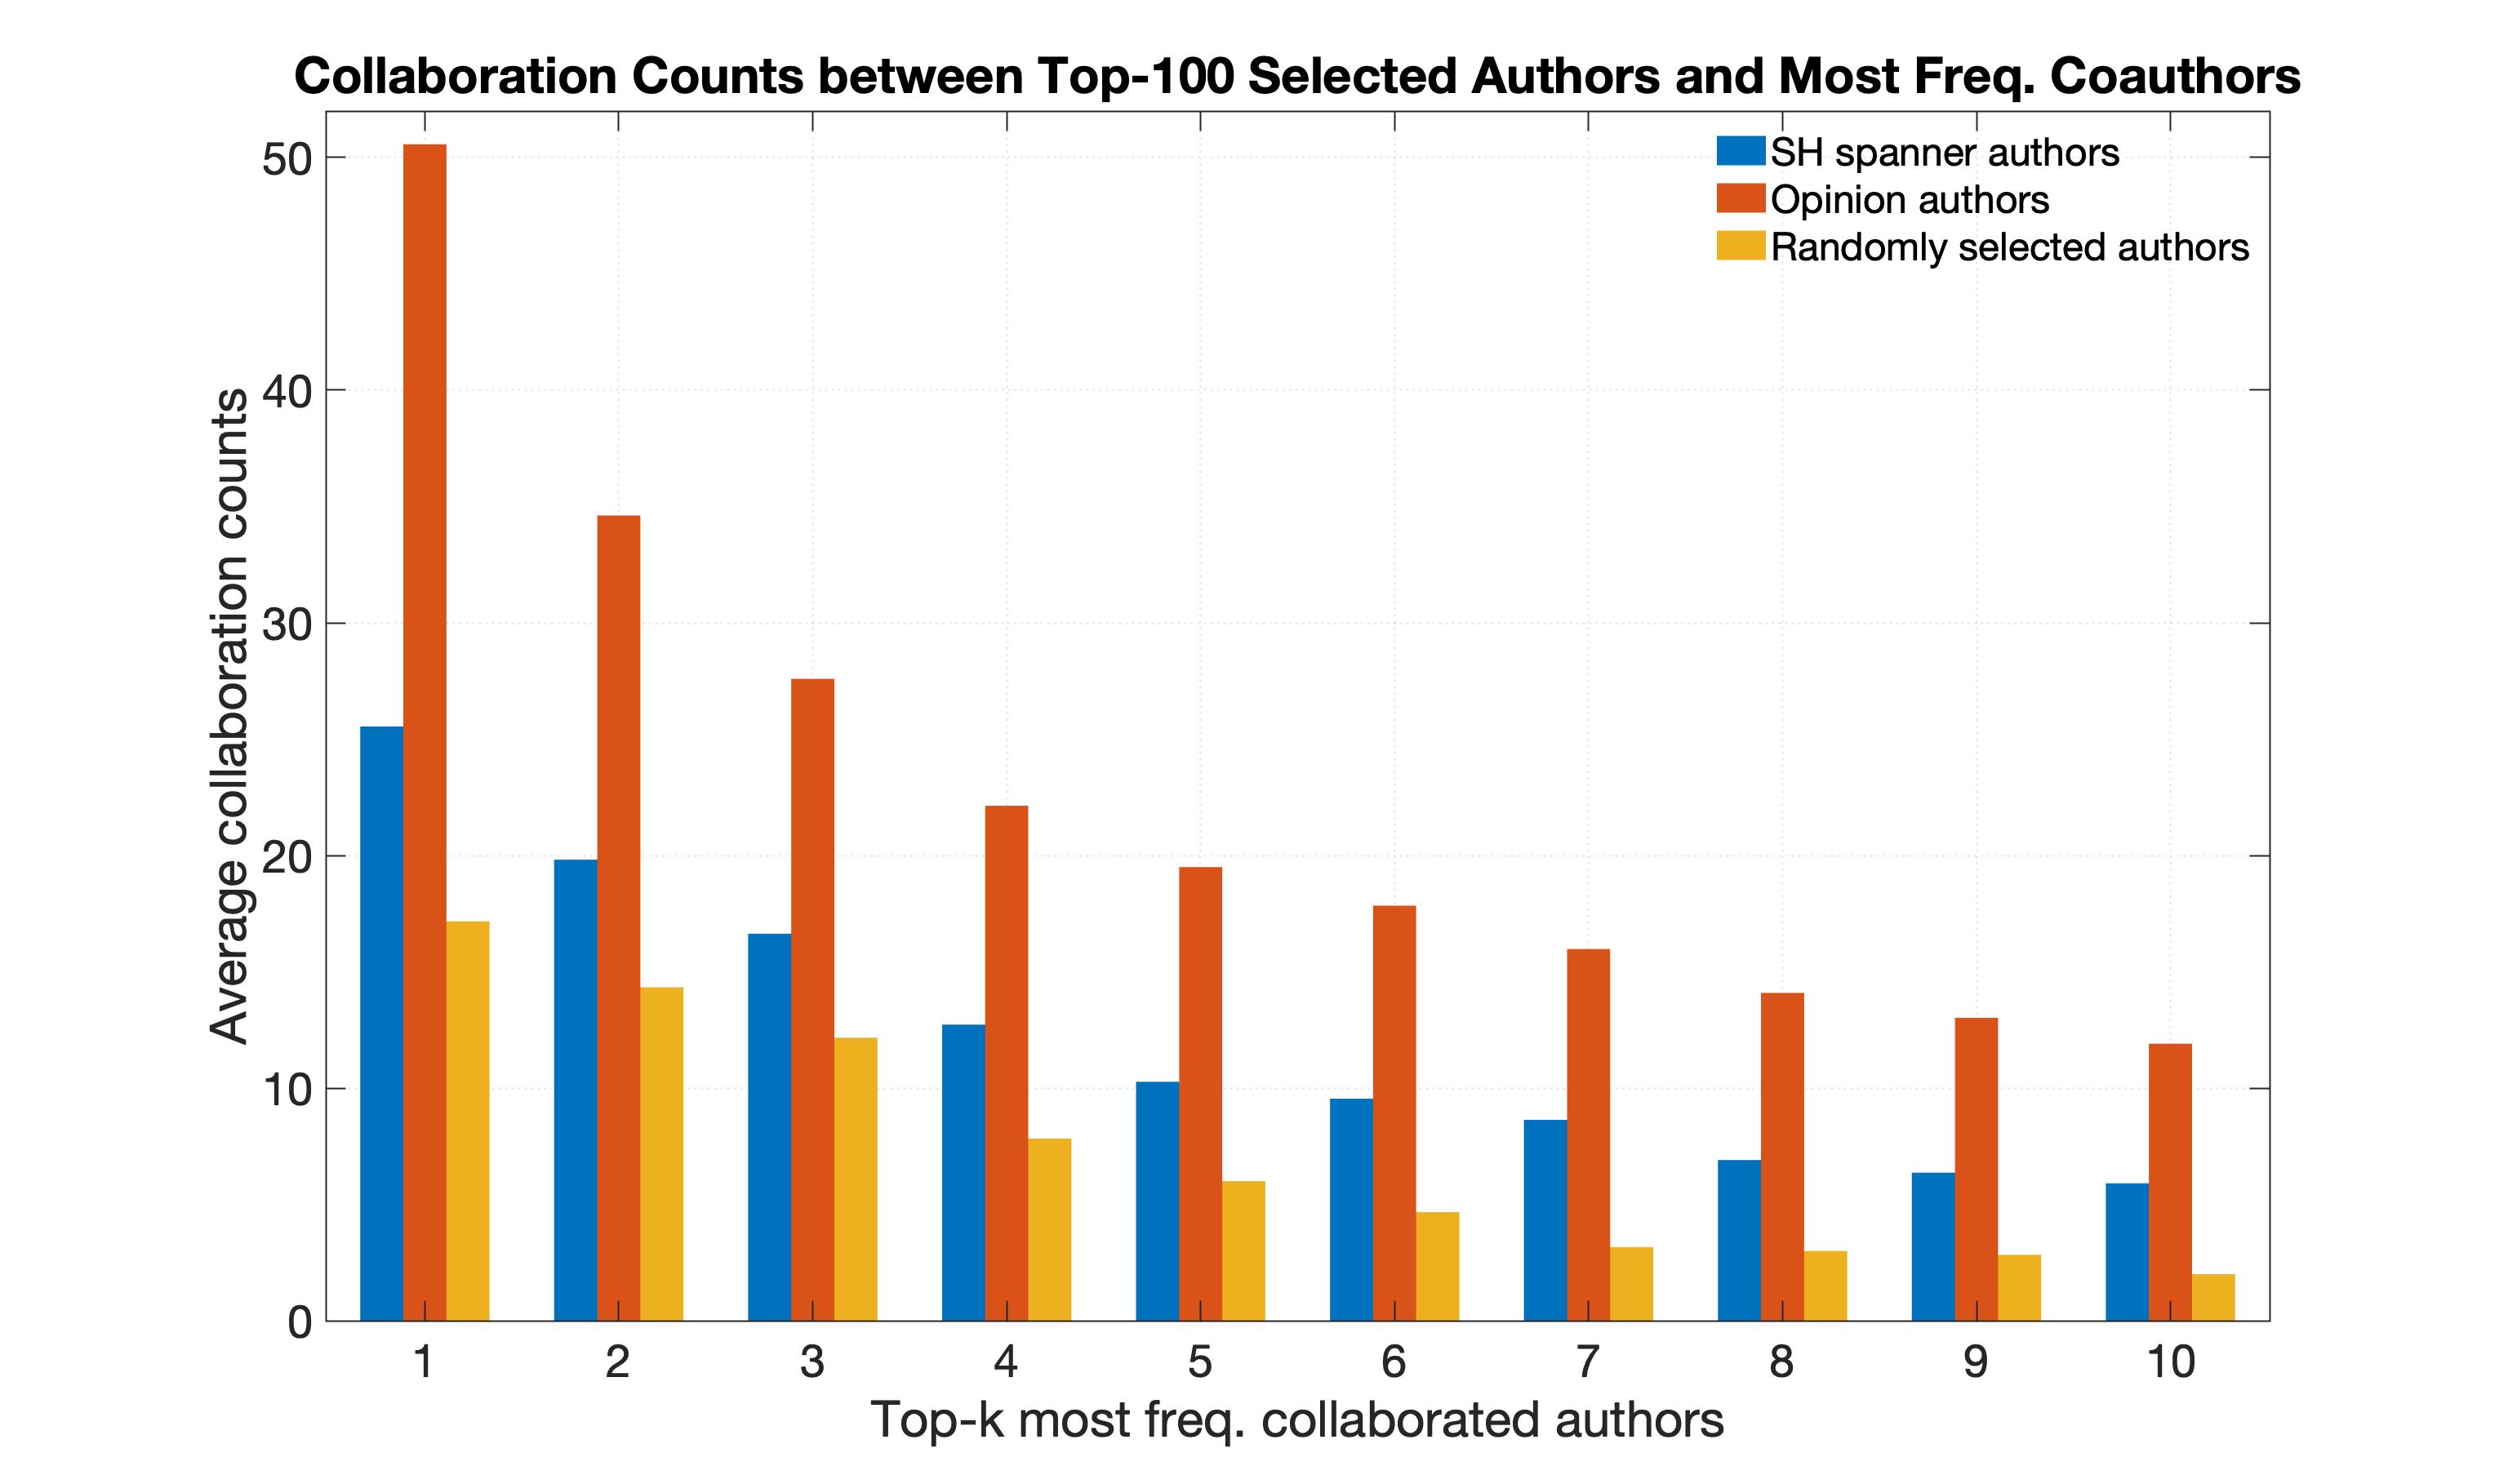 Collaboration Counts between Top-100 Selected Authors and Most Freq. Coauthors
SH spanner authors
Opinion authors
Randomly selected authors
Average collaboration counts
50
40
30
20
10
0
1 2 3 4 5 6 7 8 9 10
Top-k most freq. collaborated authors